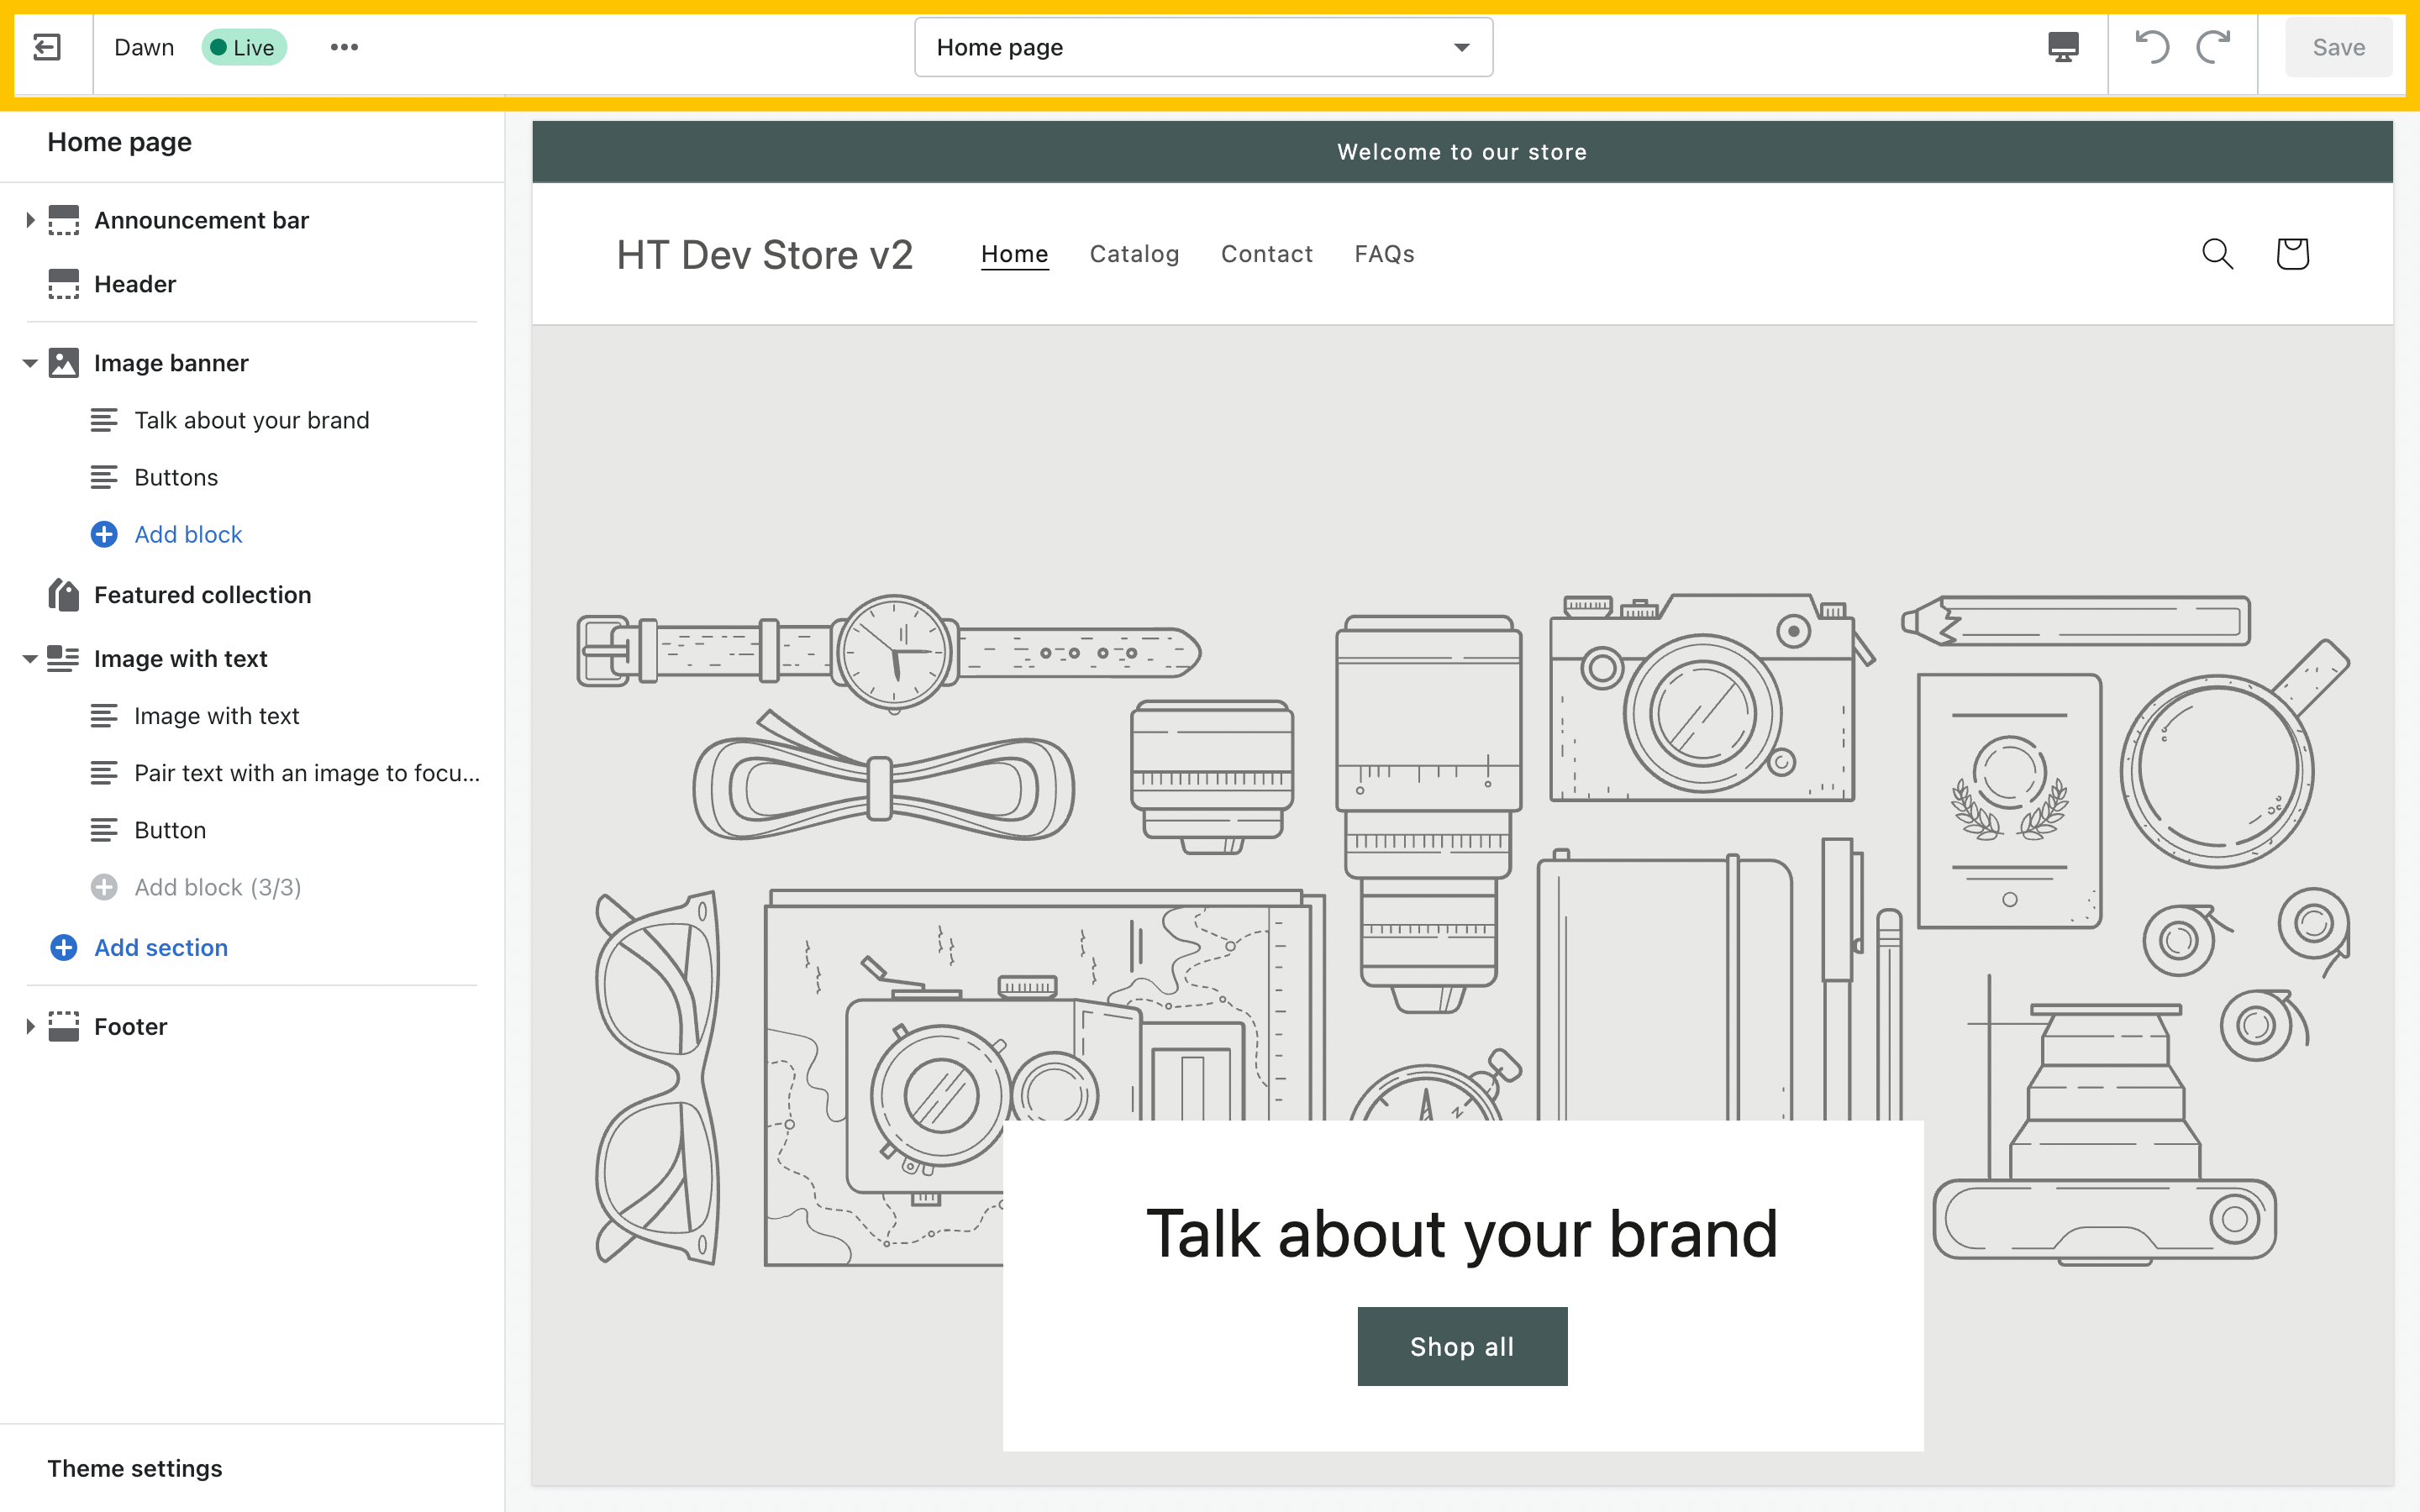 Dawn Live ••• Home page Save
Home page
Announcement bar
Header
Image banner
Talk about your brand
Buttons
Add block
Featured collection
Image with text
Image with text
Pair text with an image to focu...
Button
Add block (3/3)
Add section
Footer
Theme settings
Welcome to our store
HT Dev Store v2 Home Catalog Contact FAQs
Talk about your brand
Shop all